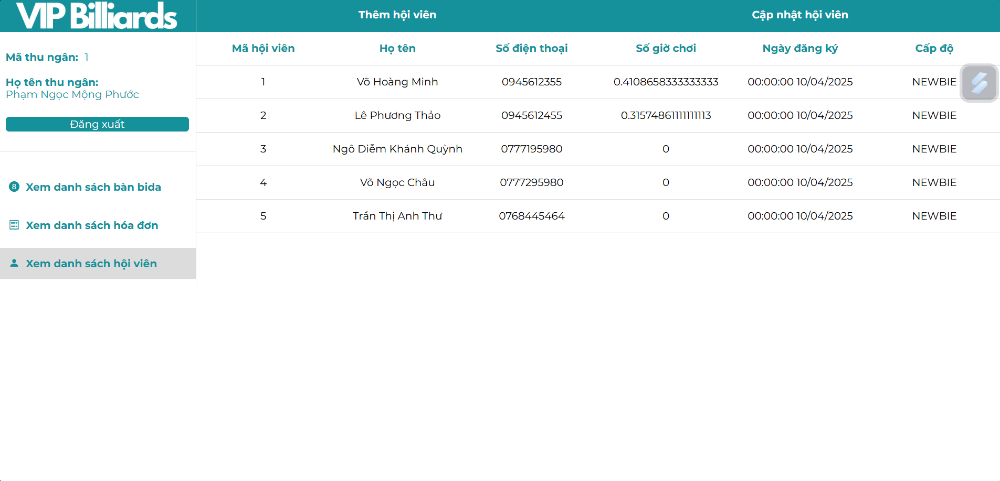 VIP Billiards
Thêm hội viên Cập nhật hội viên
Mã thu ngân: 1
Họ tên thu ngân:
Phạm Ngọc Mộng Phước
Đăng xuất
8 Xem danh sách bàn bida
Xem danh sách hóa đơn
Xem danh sách hội viên
Mã hội viên Họ tên Số điện thoại Số giờ chơi Ngày đăng ký Cấp độ
1 Võ Hoàng Minh 0945612355 0.4108658333333333 00:00:00 10/04/2025 NEWBIE
2 Lê Phương Thảo 0945612455 0.31574861111111113 00:00:00 10/04/2025 NEWBIE
3 Ngô Diễm Khánh Quỳnh 0777195980 0 00:00:00 10/04/2025 NEWBIE
4 Võ Ngọc Châu 0777295980 0 00:00:00 10/04/2025 NEWBIE
5 Trần Thị Anh Thư 0768445464 0 00:00:00 10/04/2025 NEWBIE